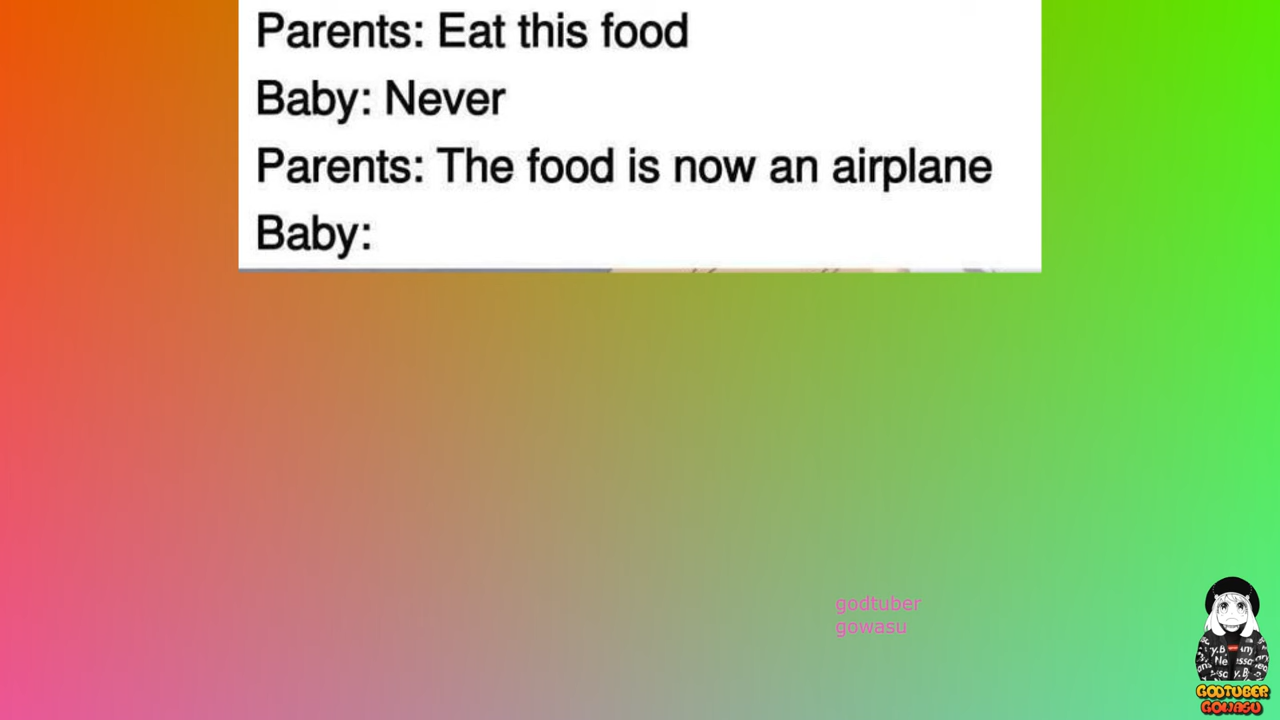 Parents: Eat this food
Baby: Never
Parents: The food is now an airplane
Baby:
godtuber
gowasu
GODTUBER
GOWASU